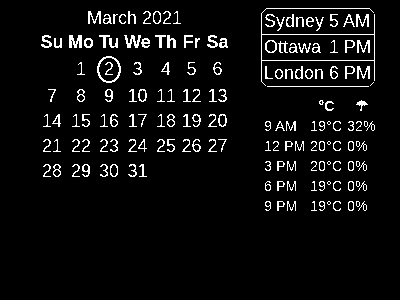 March 2021
Su Mo Tu We Th Fr Sa
1 2 3 4 5 6
7 8 9 10 11 12 13
14 15 16 17 18 19 20
21 22 23 24 25 26 27
28 29 30 31
Sydney 5 AM
Ottawa 1 PM
London 6 PM
°C ☂
9 AM 19°C 32%
12 PM 20°C 0%
3 PM 20°C 0%
6 PM 19°C 0%
9 PM 19°C 0%